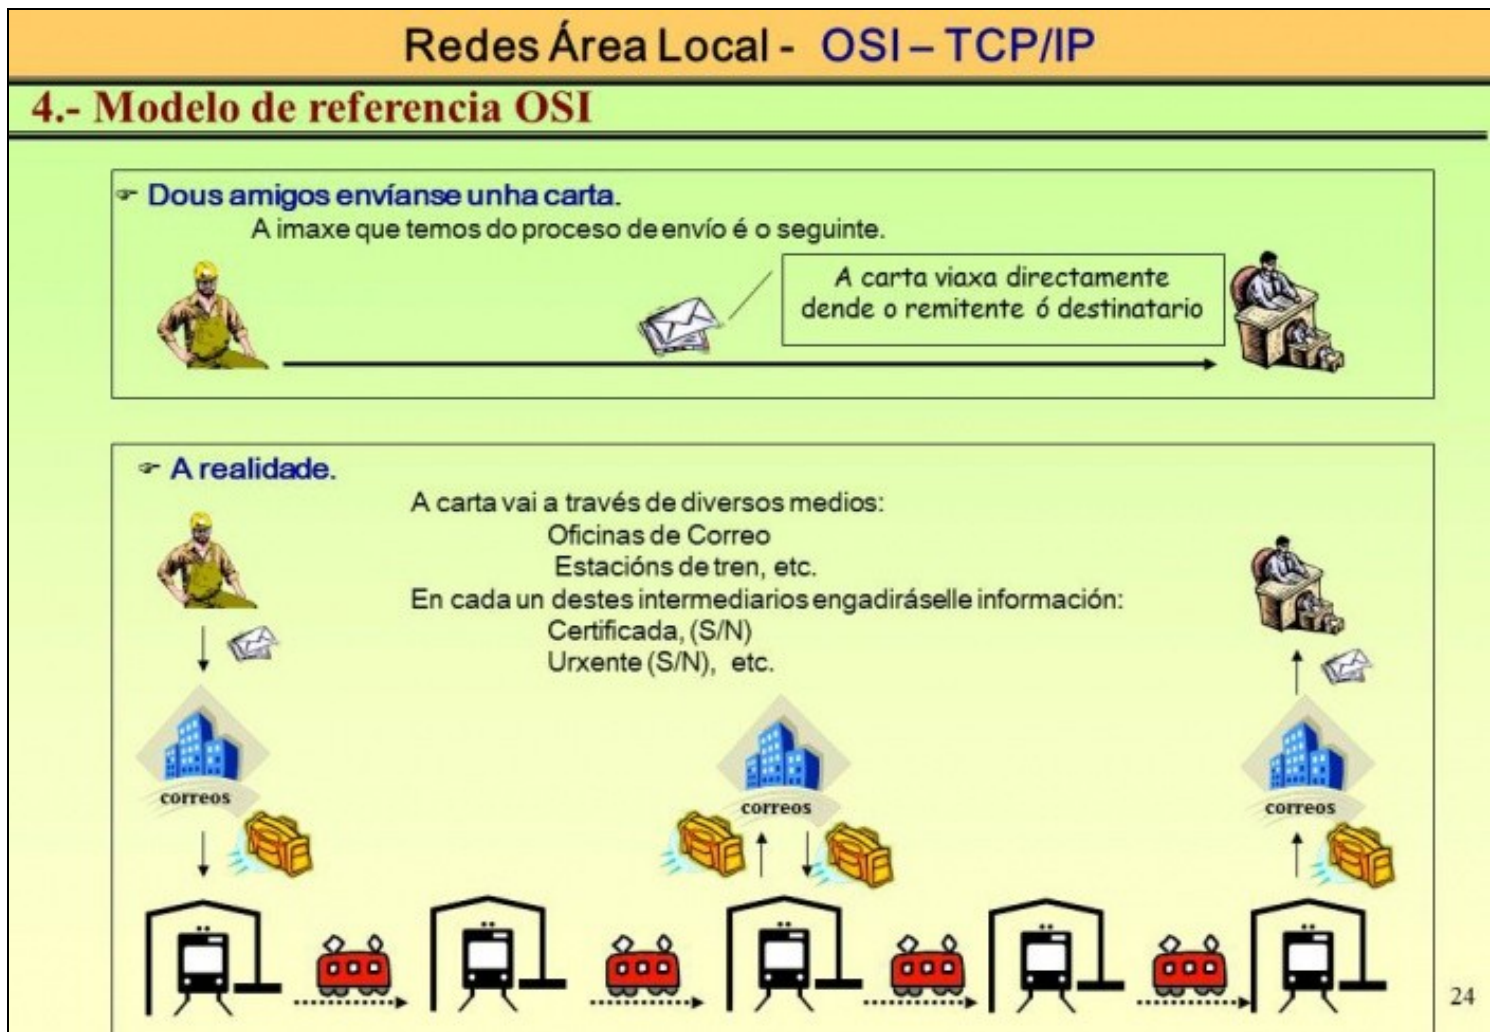 Redes Área Local - OSI – TCP/IP
4.- Modelo de referencia OSI
Dous amigos envíanse unha carta.
A imaxe que temos do proceso de envío é o seguinte.
A carta viaxa directamente
dende o remitente ó destinatario
A realidade.
A carta vai a través de diversos medios:
Oficinas de Correo
Estacións de tren, etc.
En cada un destes intermediarios engadiráselle información:
Certificada, (S/N)
Urxente (S/N), etc.
correos
correos
correos
24